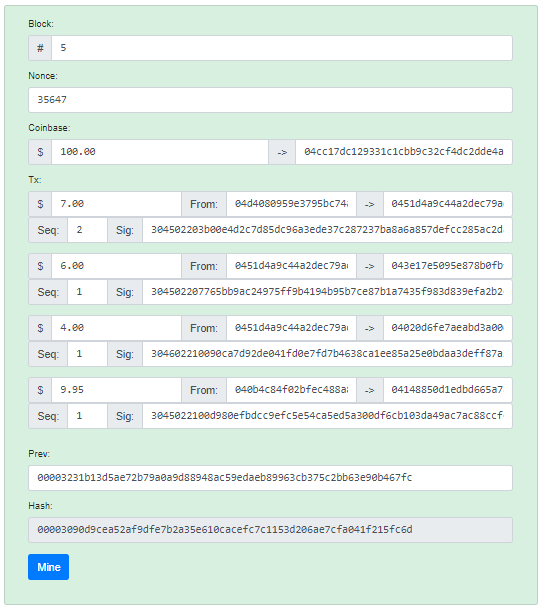 Block:
# 5
Nonce:
35647
Coinbase:
$ 100.00 -> 04cc17dc129331c1cbb9c32cf4dc2dde4a
Tx:
$ 7.00 From: 04d4080959e3795bc74a -> 0451d4a9c44a2dec79a
Seq: 2 Sig: 304502203b00e4d2c7d85dc96a3ede37c287237ba8a6a857defcc285ac2d
$ 6.00 From: 0451d4a9c44a2dec79a -> 043e17e5095e878b0fb
Seq: 1 Sig: 304502207765bb9ac24975ff9b4194b95b7ce87b1a7435f983d839efa2b2
$ 4.00 From: 0451d4a9c44a2dec79a -> 04020d6fe7aeabd3a00
Seq: 1 Sig: 304602210090ca7d92de041fd0e7fd7b4638ca1ee85a25e0bdaa3deff87a
$ 9.95 From: 040b4c84f02bfec488a -> 04148850d1edbd665a7
Seq: 1 Sig: 3045022100d980efbdcc9efc5e54ca5ed5a300df6cb103da49ac7ac88ccf
Prev:
00003231b13d5ae72b79a0a9d88948ac59edaeb89963cb375c2bb63e90b467fc
Hash:
00003090d9cea52af9dfe7b2a35e610cacefc7c1153d206ae7cfa041f215fc6d
Mine